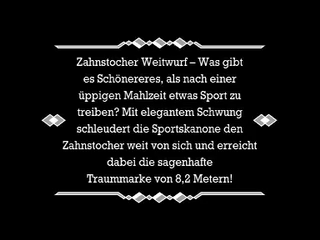 Zahnstocher Weitwurf – Was gibt
es Schönereres, als nach einer
üppigen Mahlzeit etwas Sport zu
treiben? Mit elegantem Schwung
schleudert die Sportskanone den
Zahnstocher weit von sich und erreicht
dabei die sagenhafte
Traummarke von 8,2 Metern!